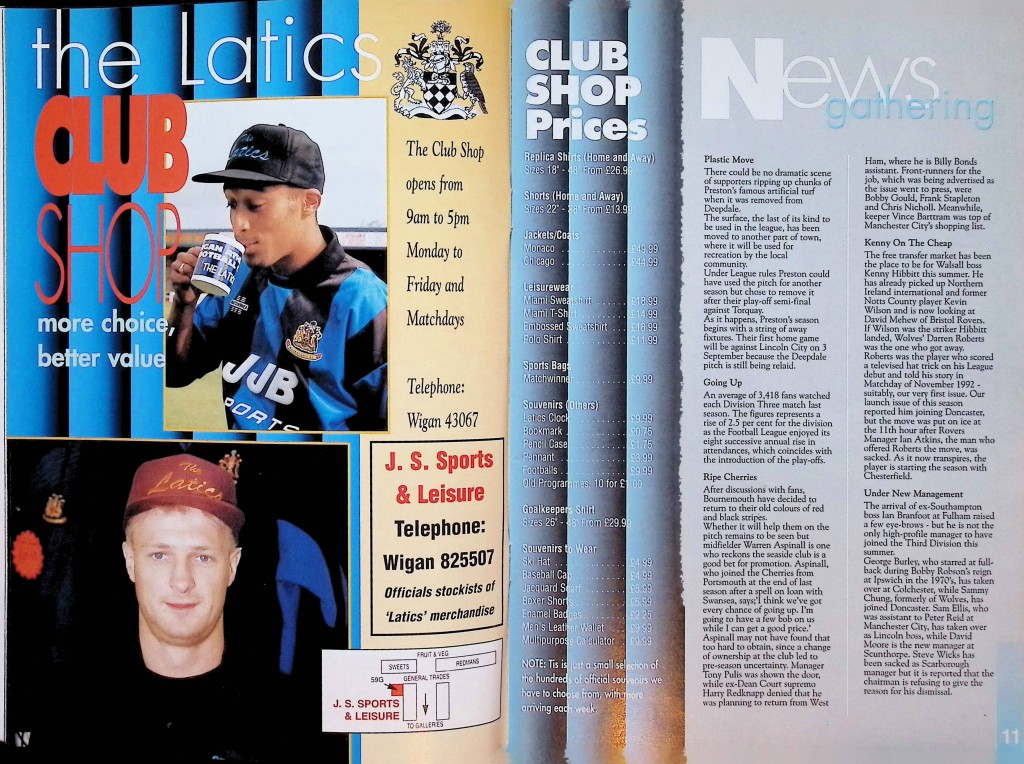 the Latics
CLUB
SHOP
more choice,
better value
The Latics
THE LATICS
JJB
SPORTS
The Club Shop
opens from
9am to 5pm
Monday to
Friday and
Matchdays
Telephone:
Wigan 43067
The
Latics
J. S. Sports
& Leisure
Telephone:
Wigan 825507
Officials stockists of
'Latics' merchandise
FRUIT & VEG
SWEETS
REDMANS
59G
GENERAL TRADES
J. S. SPORTS
& LEISURE
TO GALLERIES
CLUB
SHOP
Prices
Replica Shirts (Home and Away)
Sizes 18" - 48" From £26.99
Shorts (Home and Away)
Sizes 22" - 38" From £13.99
Jackets/Coats
Monaco £49.99
Chicago £44.99
Leisurewear
Miami Sweatshirt £18.99
Miami T-Shirt £14.99
Embossed Sweatshirt £18.99
Polo Shirt £11.99
Sports Bags
Matchwinner £9.99
Souvenirs (Others)
Latics Clock £9.99
Bookmark £0.75
Pencil Case £1.75
Pennant £3.99
Footballs £9.99
Old Programmes: 10 for £1.00
Goalkeepers Shirt
Sizes 26" - 48" From £29.99
Souvenirs to Wear
Ski Hat £4.99
Baseball Cap £4.99
Jacquard Scarf £5.99
Boxer Shorts £5.99
Enamel Badges £2.25
Men's Leather Wallet £9.99
Multipurpose Calculator £9.99
NOTE: Tis is just a small selection of
the hundreds of official souvenirs we
have to choose from, with more
arriving each week.
News
gathering
Plastic Move
There could be no dramatic scene
of supporters ripping up chunks of
Preston's famous artificial turf
when it was removed from
Deepdale.
The surface, the last of its kind to
be used in the league, has been
moved to another part of town,
where it will be used for
recreation by the local
community.
Under League rules Preston could
have used the pitch for another
season but chose to remove it
after their play-off semi-final
against Torquay.
As it happens, Preston's season
begins with a string of away
fixtures. Their first home game
will be against Lincoln City on 3
September because the Deepdale
pitch is still being relaid.
Going Up
An average of 3,418 fans watched
each Division Three match last
season. The figures represents a
rise of 2.5 per cent for the division
as the Football League enjoyed its
eight successive annual rise in
attendances, which coincides with
the introduction of the play-offs.
Ripe Cherries
After discussions with fans,
Bournemouth have decided to
return to their old colours of red
and black stripes.
Whether it will help them on the
pitch remains to be seen but
midfielder Warren Aspinall is one
who reckons the seaside club is a
good bet for promotion. Aspinall,
who joined the Cherries from
Portsmouth at the end of last
season after a spell on loan with
Swansea, says;'I think we've got
every chance of going up. I'm
going to have a few bob on us
while I can get a good price.'
Aspinall may not have found that
too hard to obtain, since a change
of ownership at the club led to
pre-season uncertainty. Manager
Tony Pulis was shown the door,
while ex-Dean Court supremo
Harry Redknapp denied that he
was planning to return from West
Ham, where he is Billy Bonds
assistant. Front-runners for the
job, which was being advertised as
the issue went to press, were
Bobby Gould, Frank Stapleton
and Chris Nicholl. Meanwhile,
keeper Vince Barttram was top of
Manchester City's shopping list.
Kenny On The Cheap
The free transfer market has been
the place to be for Walsall boss
Kenny Hibbitt this summer. He
has already picked up Northern
Ireland international and former
Notts County player Kevin
Wilson and is now looking at
David Mehew of Bristol Rovers.
If Wilson was the striker Hibbitt
landed, Wolves' Darren Roberts
was the one who got away.
Roberts was the player who scored
a televised hat trick on his League
debut and told his story in
Matchday of November 1992 -
suitably, our very first issue. Our
launch issue of this season
reported him joining Doncaster,
but the move was put on ice at
the 11th hour after Rovers
Manager Ian Atkins, the man who
offered Roberts the move, was
sacked. As it now transpires, the
player is starting the season with
Chesterfield.
Under New Management
The arrival of ex-Southampton
boss Ian Branfoot at Fulham raised
a few eye-brows - but he is not the
only high-profile manager to have
joined the Third Division this
summer.
George Burley, who starred at full-
back during Bobby Robson's reign
at Ipswich in the 1970's, has taken
over at Colchester, while Sammy
Chung, formerly of Wolves, has
joined Doncaster. Sam Ellis, who
was assistant to Peter Reid at
Manchester City, has taken over
as Lincoln boss, while David
Moore is the new manager at
Scunthorpe. Steve Wicks has
been sacked as Scarborough
manager but it is reported that the
chairman is refusing to give the
reason for his dismissal.
11